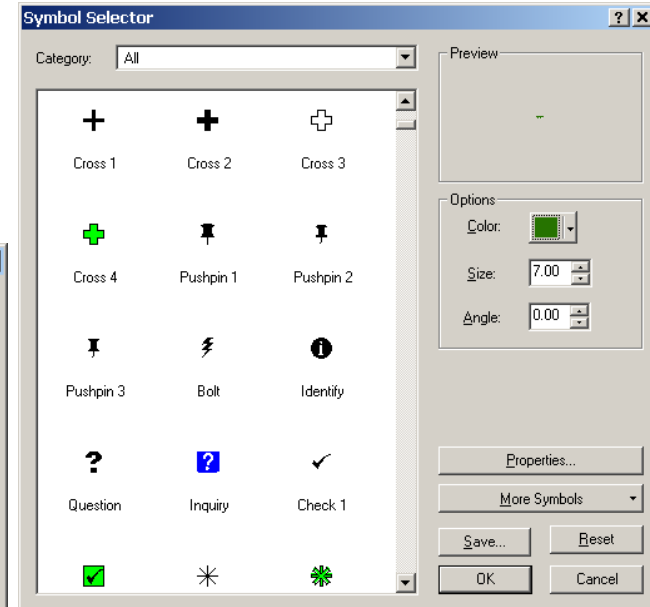 Symbol Selector
Category: All
Cross 1 Cross 2 Cross 3
Cross 4 Pushpin 1 Pushpin 2
Pushpin 3 Bolt Identify
Question Inquiry Check 1
Preview
Options
Color:
Size: 7.00
Angle: 0.00
Properties...
More Symbols
Save... Reset
OK Cancel